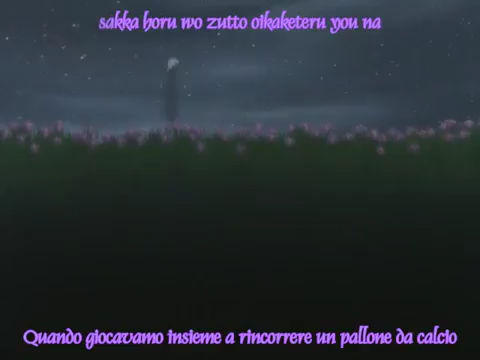 sakka horu wo zutto oikaketeru you na
Quando giocavamo insieme a rincorrere un pallone da calcio